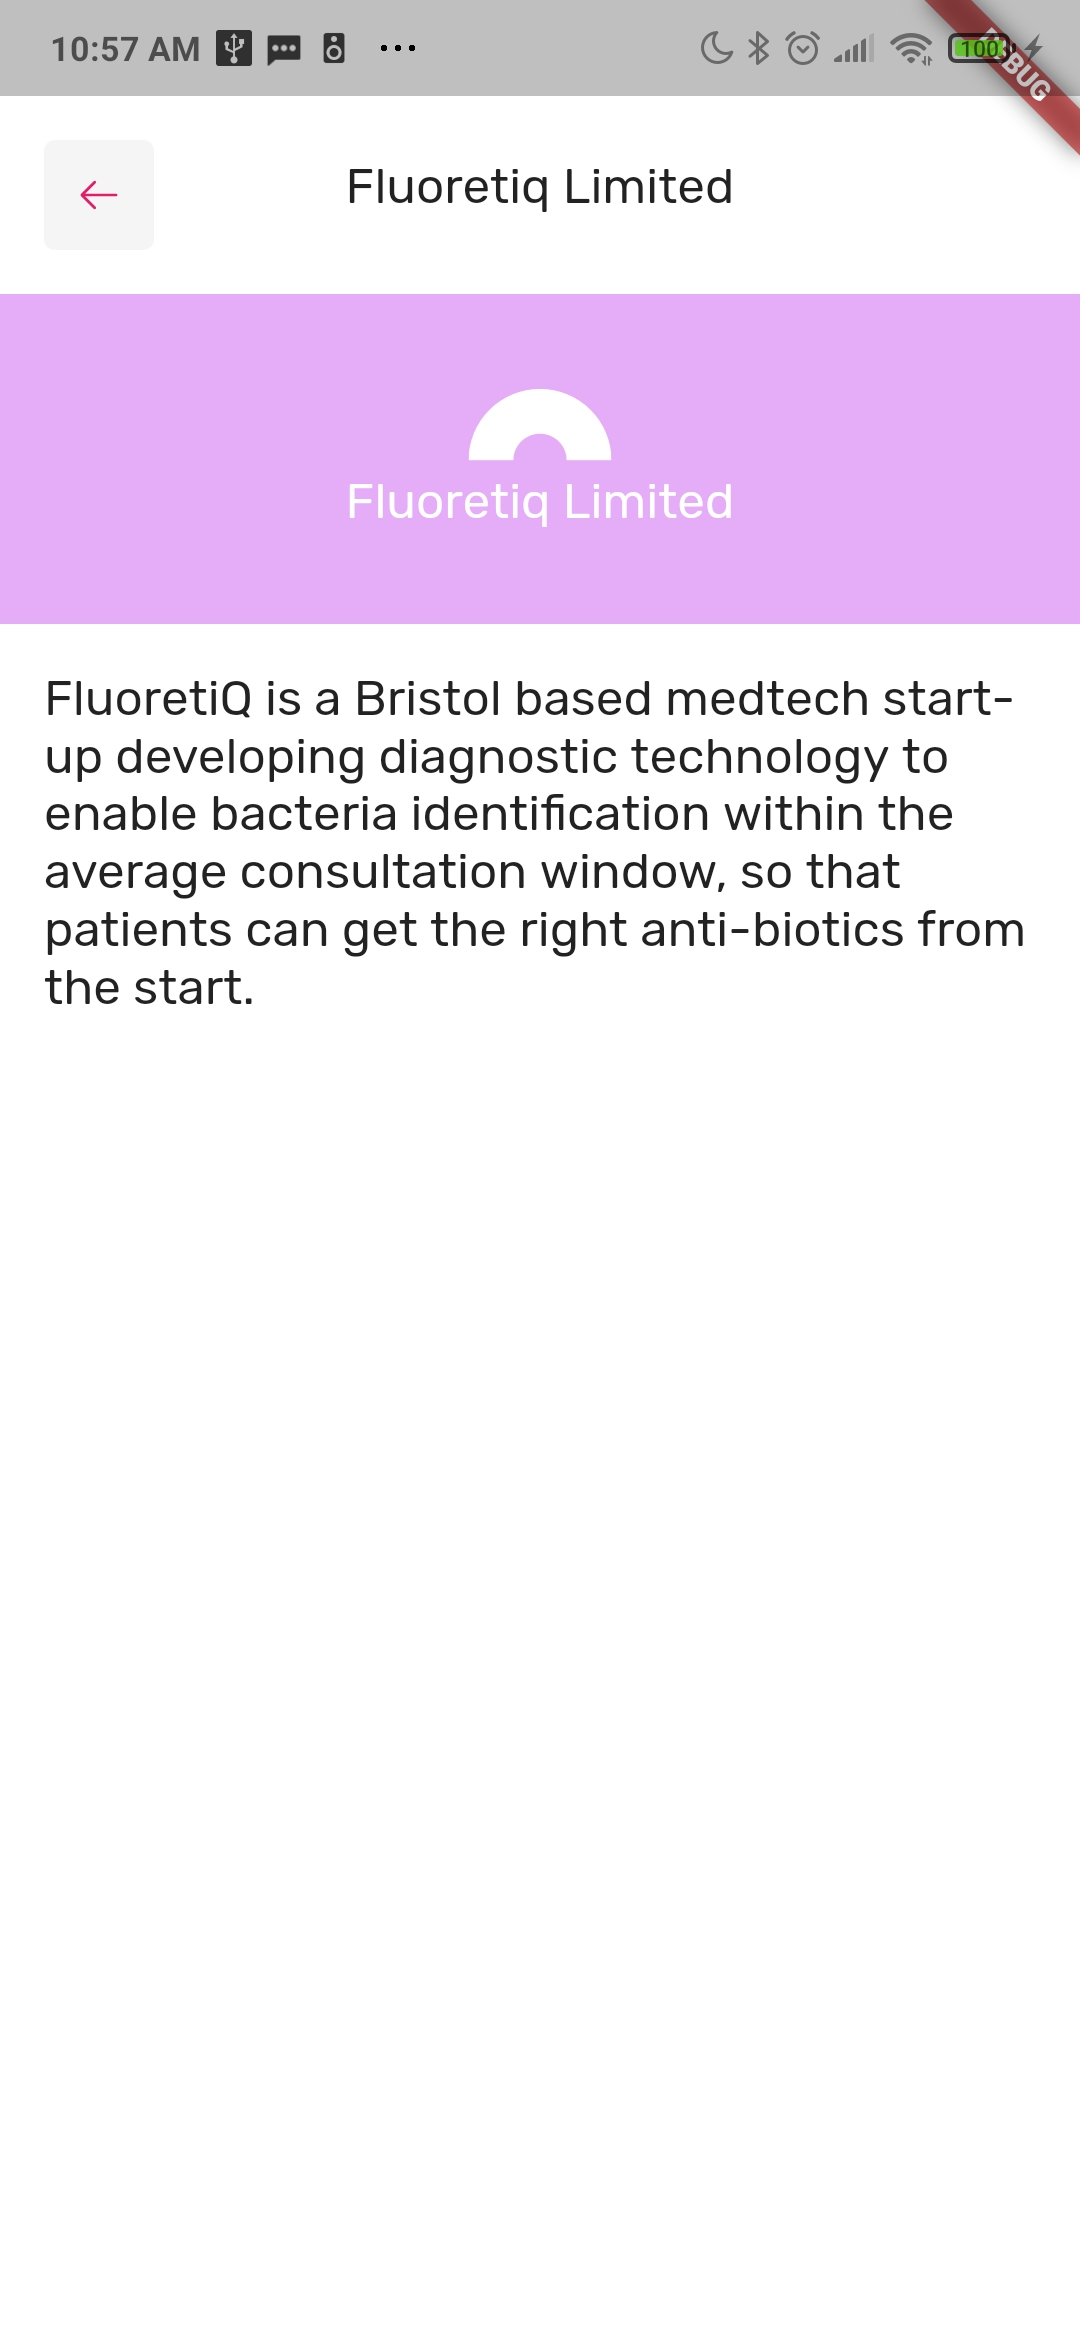 10:57 AM
100
Fluoretiq Limited
Fluoretiq Limited
FluoretiQ is a Bristol based medtech start-
up developing diagnostic technology to
enable bacteria identification within the
average consultation window, so that
patients can get the right anti-biotics from
the start.